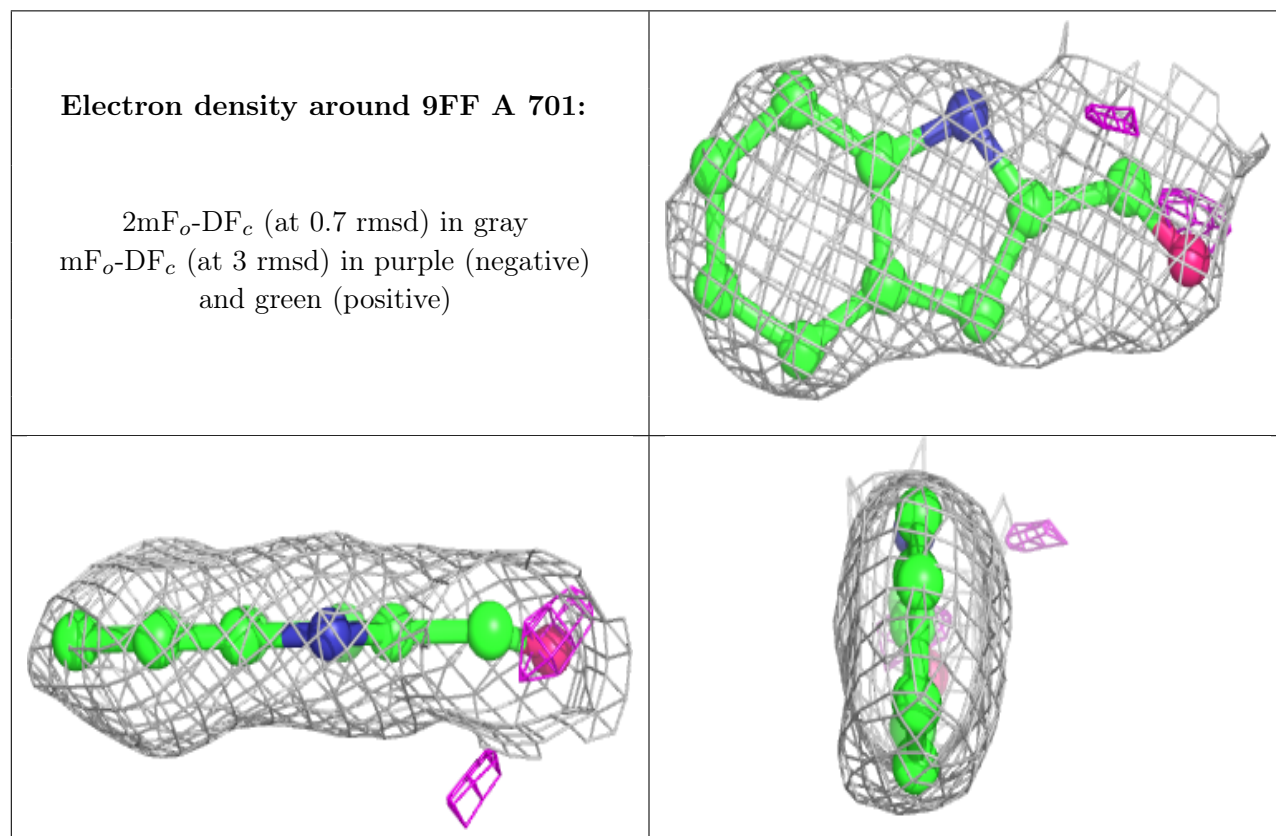 Electron density around 9FF A 701:
2mFo-DFc (at 0.7 rmsd) in gray
mFo-DFc (at 3 rmsd) in purple (negative)
and green (positive)